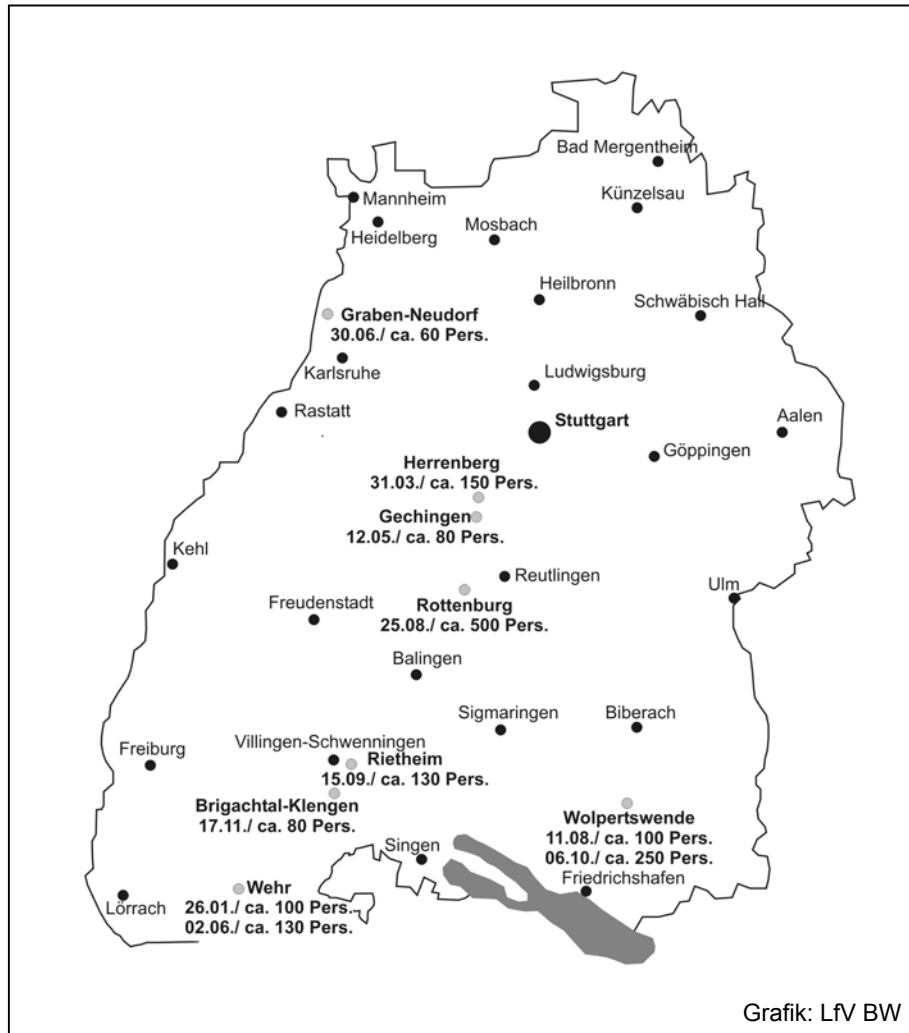 Bad Mergentheim
Künzelsau
Mannheim
Mosbach
Heidelberg
Heilbronn
Schwäbisch Hall
Graben-Neudorf
30.06./ ca. 60 Pers.
Karlsruhe
Ludwigsburg
Rastatt
Stuttgart
Aalen
Göppingen
Herrenberg
31.03./ ca. 150 Pers.
Gechingen
12.05./ ca. 80 Pers.
Kehl
Reutlingen
Ulm
Freudenstadt
Rottenburg
25.08./ ca. 500 Pers.
Balingen
Sigmaringen
Biberach
Freiburg
Villingen-Schwenningen
Rietheim
15.09./ ca. 130 Pers.
Brigachtal-Klengen
17.11./ ca. 80 Pers.
Wolpertswende
11.08./ ca. 100 Pers.
06.10./ ca. 250 Pers.
Singen
Friedrichshafen
Lörrach
Wehr
26.01./ ca. 100 Pers.
02.06./ ca. 130 Pers.
Grafik: LfV BW